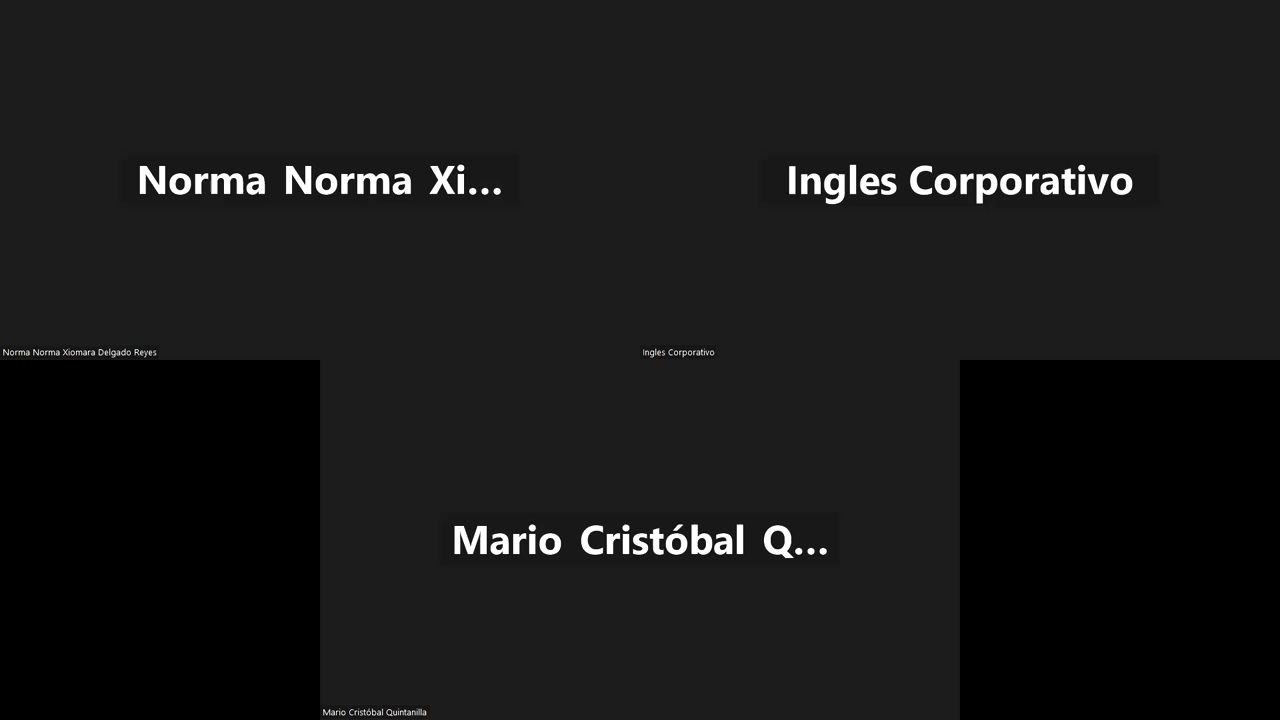 Norma Norma Xi...
Ingles Corporativo
Norma Norma Xiomara Delgado Reyes
Ingles Corporativo
Mario Cristóbal Q...
Mario Cristóbal Quintanilla